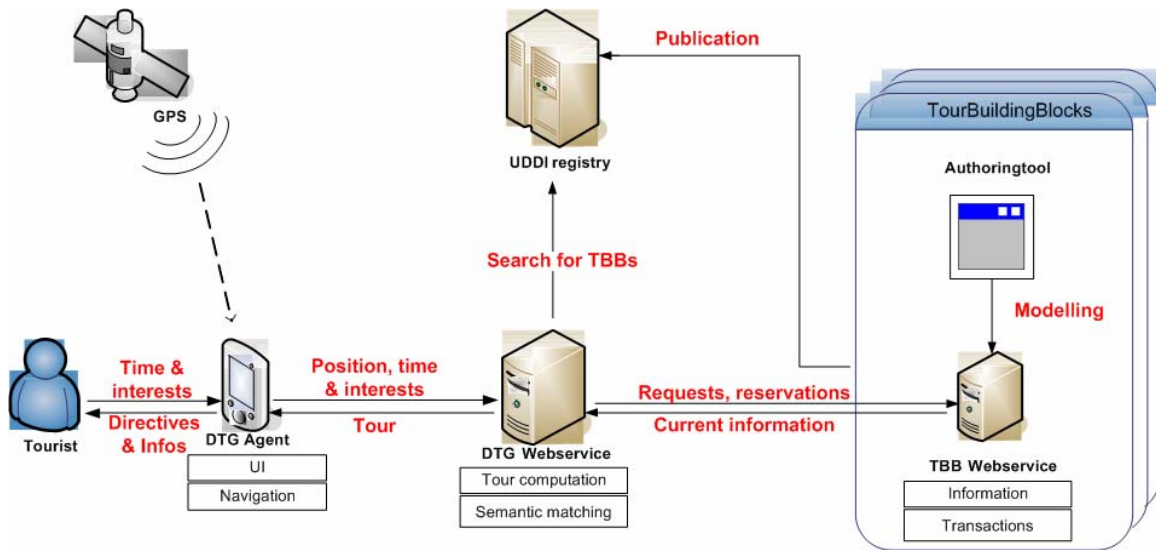 GPS
Publication
UDDI registry
TourBuildingBlocks
Authoringtool
Search for TBBs
Modelling
Time &
interests
Position, time
& interests
Requests, reservations
Directives
& Infos
Tour
Current information
Tourist
DTG Agent
UI
Navigation
DTG Webservice
Tour computation
Semantic matching
TBB Webservice
Information
Transactions